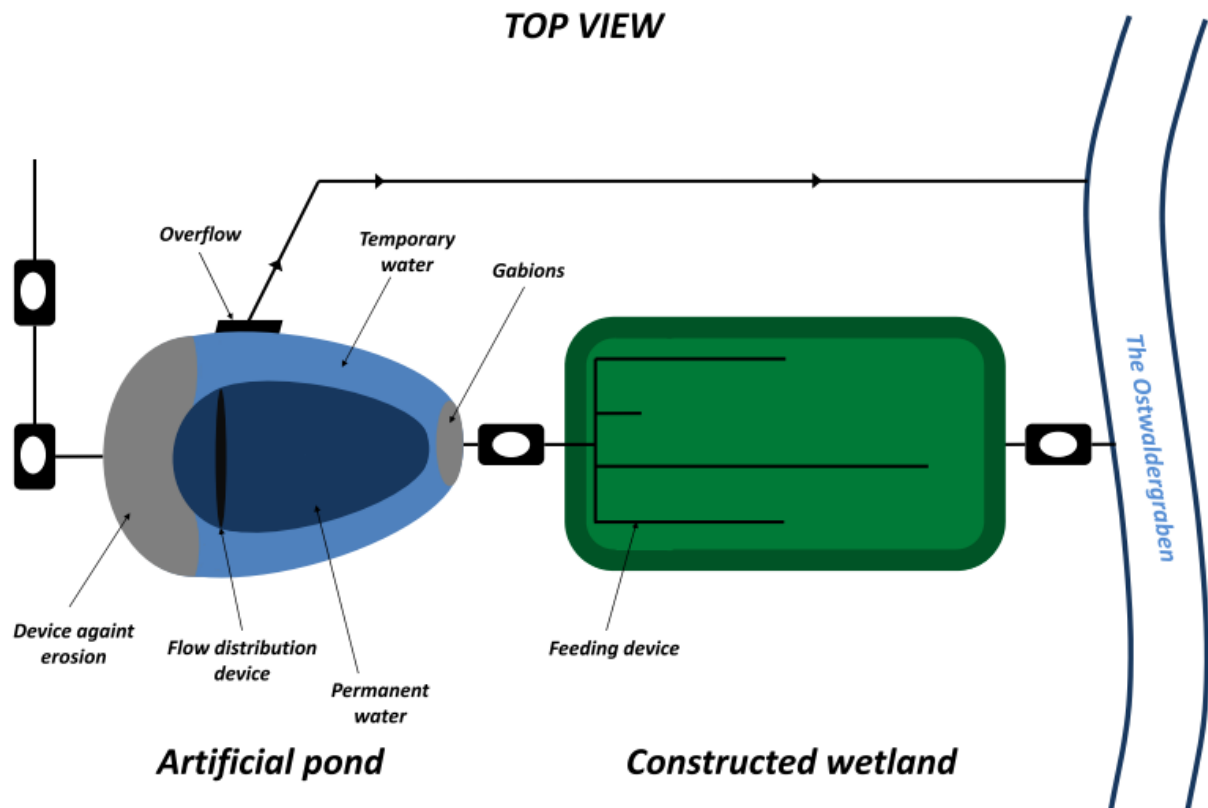 TOP VIEW
Overflow
Temporary
water
Gabions
The Ostwaldergraben
Device againt
erosion
Flow distribution
device
Permanent
water
Feeding device
Artificial pond
Constructed wetland